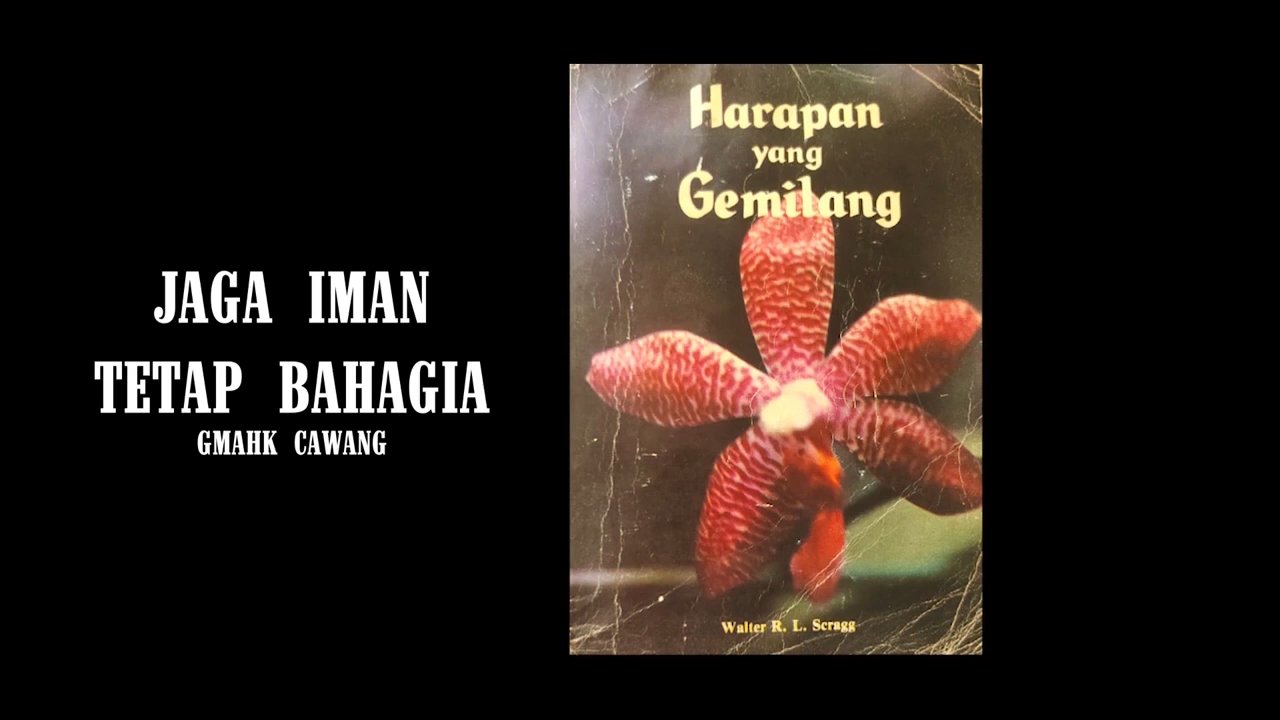 JAGA IMAN
TETAP BAHAGIA
GMAHK CAWANG
Harapan
yang
Gemilang
Walter R. L. Scragg